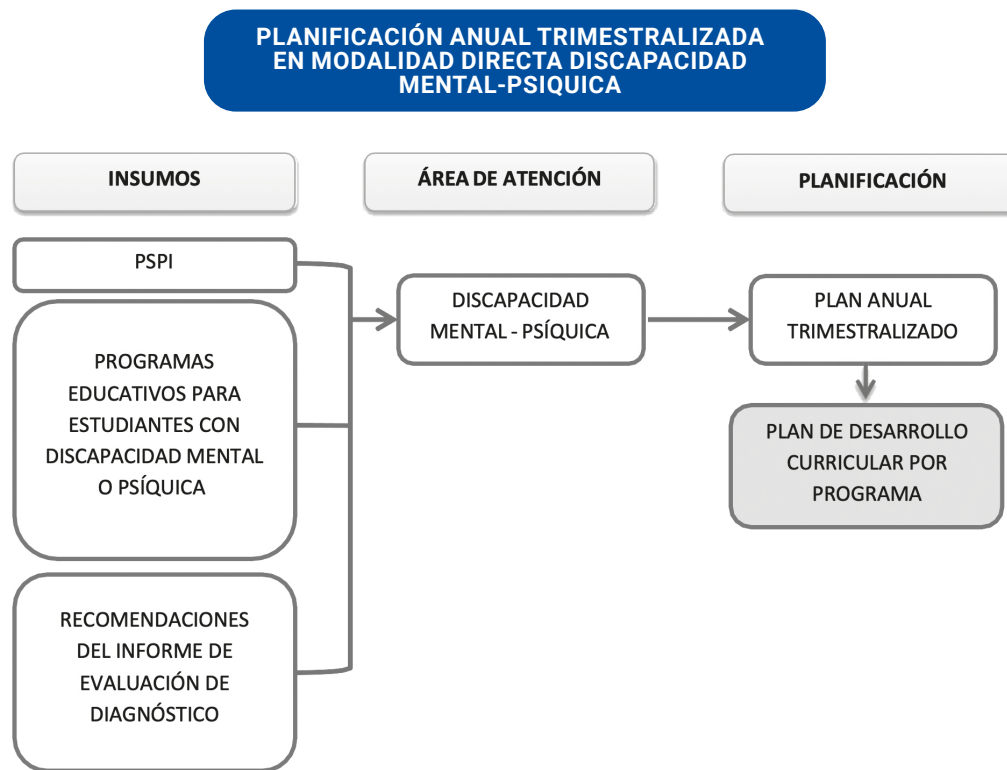 PLANIFICACIÓN ANUAL TRIMESTRALIZADA
EN MODALIDAD DIRECTA DISCAPACIDAD
MENTAL-PSIQUICA
INSUMOS
ÁREA DE ATENCIÓN
PLANIFICACIÓN
PSPI
PROGRAMAS
EDUCATIVOS PARA
ESTUDIANTES CON
DISCAPACIDAD MENTAL
O PSÍQUICA
RECOMENDACIONES
DEL INFORME DE
EVALUACIÓN DE
DIAGNÓSTICO
DISCAPACIDAD
MENTAL - PSÍQUICA
PLAN ANUAL
TRIMESTRALIZADO
PLAN DE DESARROLLO
CURRICULAR POR
PROGRAMA